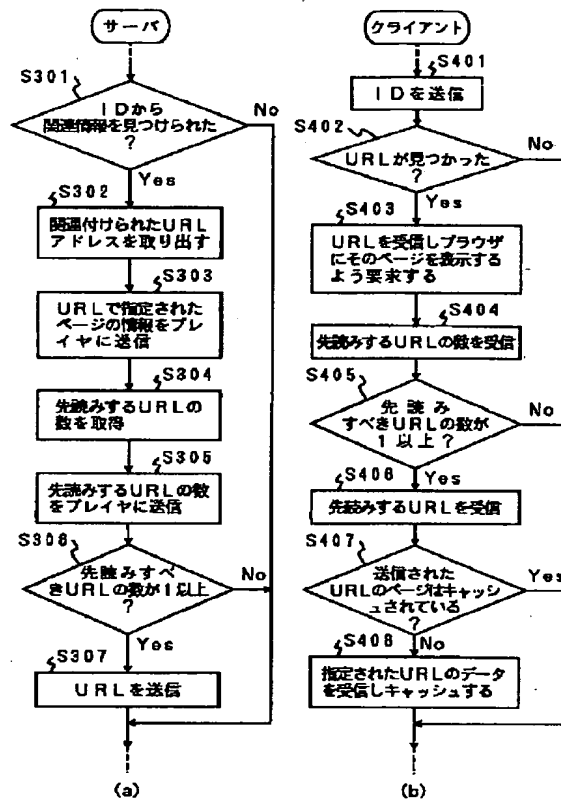 サーバ
S301
IDから
関連情報を見つけられた
?
No
Yes
S302
関連付けられたURL
アドレスを取り出す
S303
URLで指定された
ページの情報をプレ
イヤに送信
S304
先読みするURLの
数を取得
S305
先読みするURLの数
をプレイヤに送信
S306
先読みすべ
きURLの数が1以上
?
No
Yes
S307
URLを送信
(a)
クライアント
S401
IDを送信
S402
URLが見つかった
?
No
Yes
S403
URLを受信しブラウザ
にそのページを表示する
よう要求する
S404
先読みするURLの数を受信
S405
先読み
すべきURLの数が
1以上?
No
Yes
S406
先読みするURLを受信
S407
送信された
URLのページはキャッシ
ュされている
?
Yes
No
S408
指定されたURLのデータ
を受信しキャッシュする
(b)